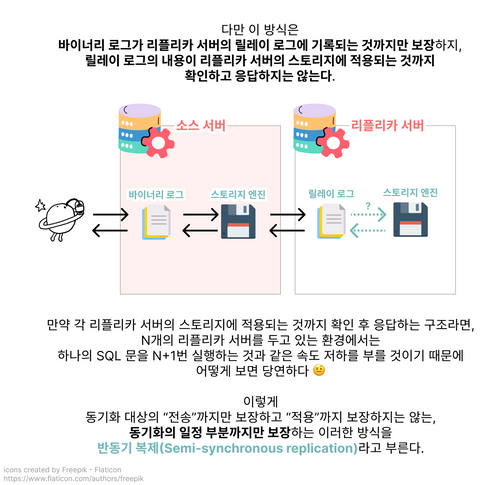 다만 이 방식은
바이너리 로그가 리플리카 서버의 릴레이 로그에 기록되는 것까지만 보장하지,
릴레이 로그의 내용이 리플리카 서버의 스토리지에 적용되는 것까지
확인하고 응답하지는 않는다.
소스 서버
리플리카 서버
바이너리 로그
스토리지 엔진
릴레이 로그
스토리지 엔진
?
만약 각 리플리카 서버의 스토리지에 적용되는 것까지 확인 후 응답하는 구조라면,
N개의 리플리카 서버를 두고 있는 환경에서는
하나의 SQL 문을 N+1번 실행하는 것과 같은 속도 저하를 부를 것이기 때문에
어떻게 보면 당연하다 😉
이렇게
동기화 대상의 “전송”까지만 보장하고 “적용”까지 보장하지는 않는,
동기화의 일정 부분까지만 보장하는 이러한 방식을
반동기 복제(Semi-synchronous replication)라고 부른다.
icons created by Freepik - Flaticon
https://www.flaticon.com/authors/freepik